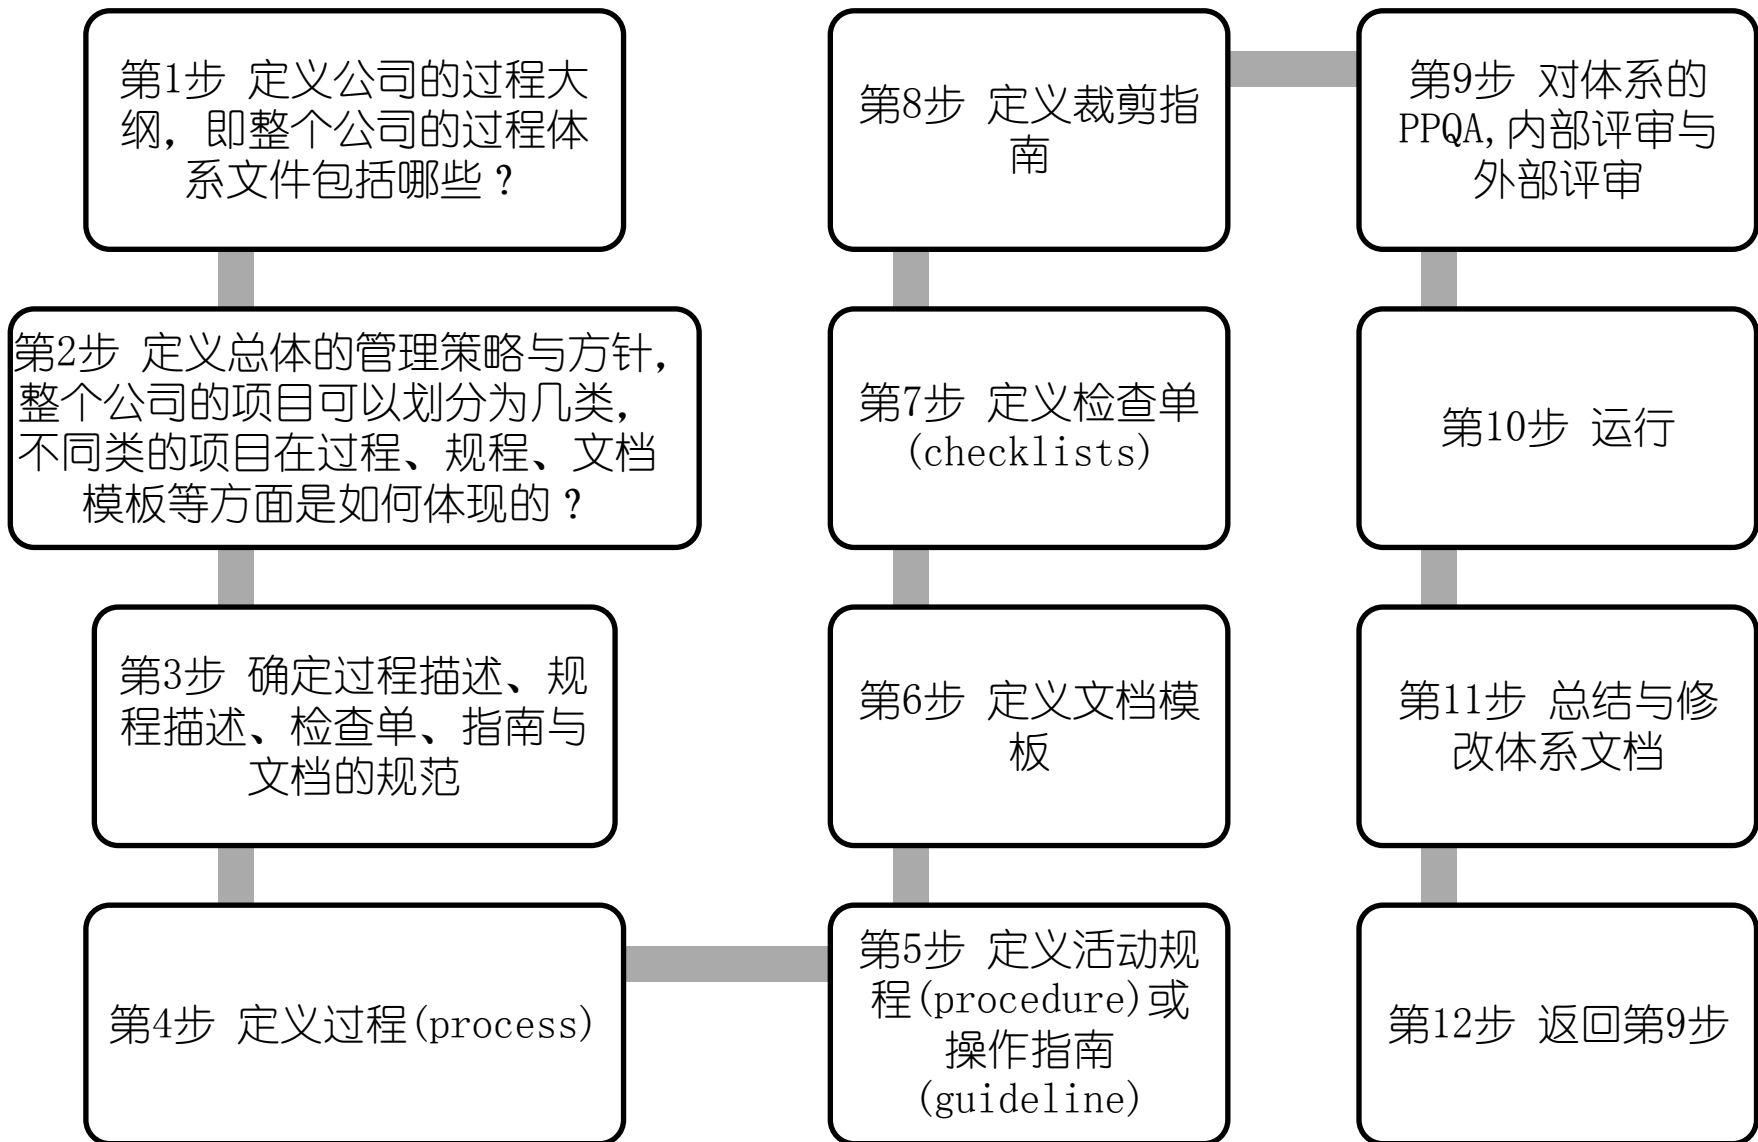 第1步 定义公司的过程大
纲，即整个公司的过程体
系文件包括哪些？
第2步 定义总体的管理策略与方针，
整个公司的项目可以划分为几类，
不同类的项目在过程、规程、文档
模板等方面是如何体现的？
第3步 确定过程描述、规
程描述、检查单、指南与
文档的规范
第4步 定义过程(process)
第5步 定义活动规
程(procedure)或
操作指南
(guideline)
第6步 定义文档模
板
第7步 定义检查单
(checklists)
第8步 定义裁剪指
南
第9步 对体系的
PPQA,内部评审与
外部评审
第10步 运行
第11步 总结与修
改体系文档
第12步 返回第9步